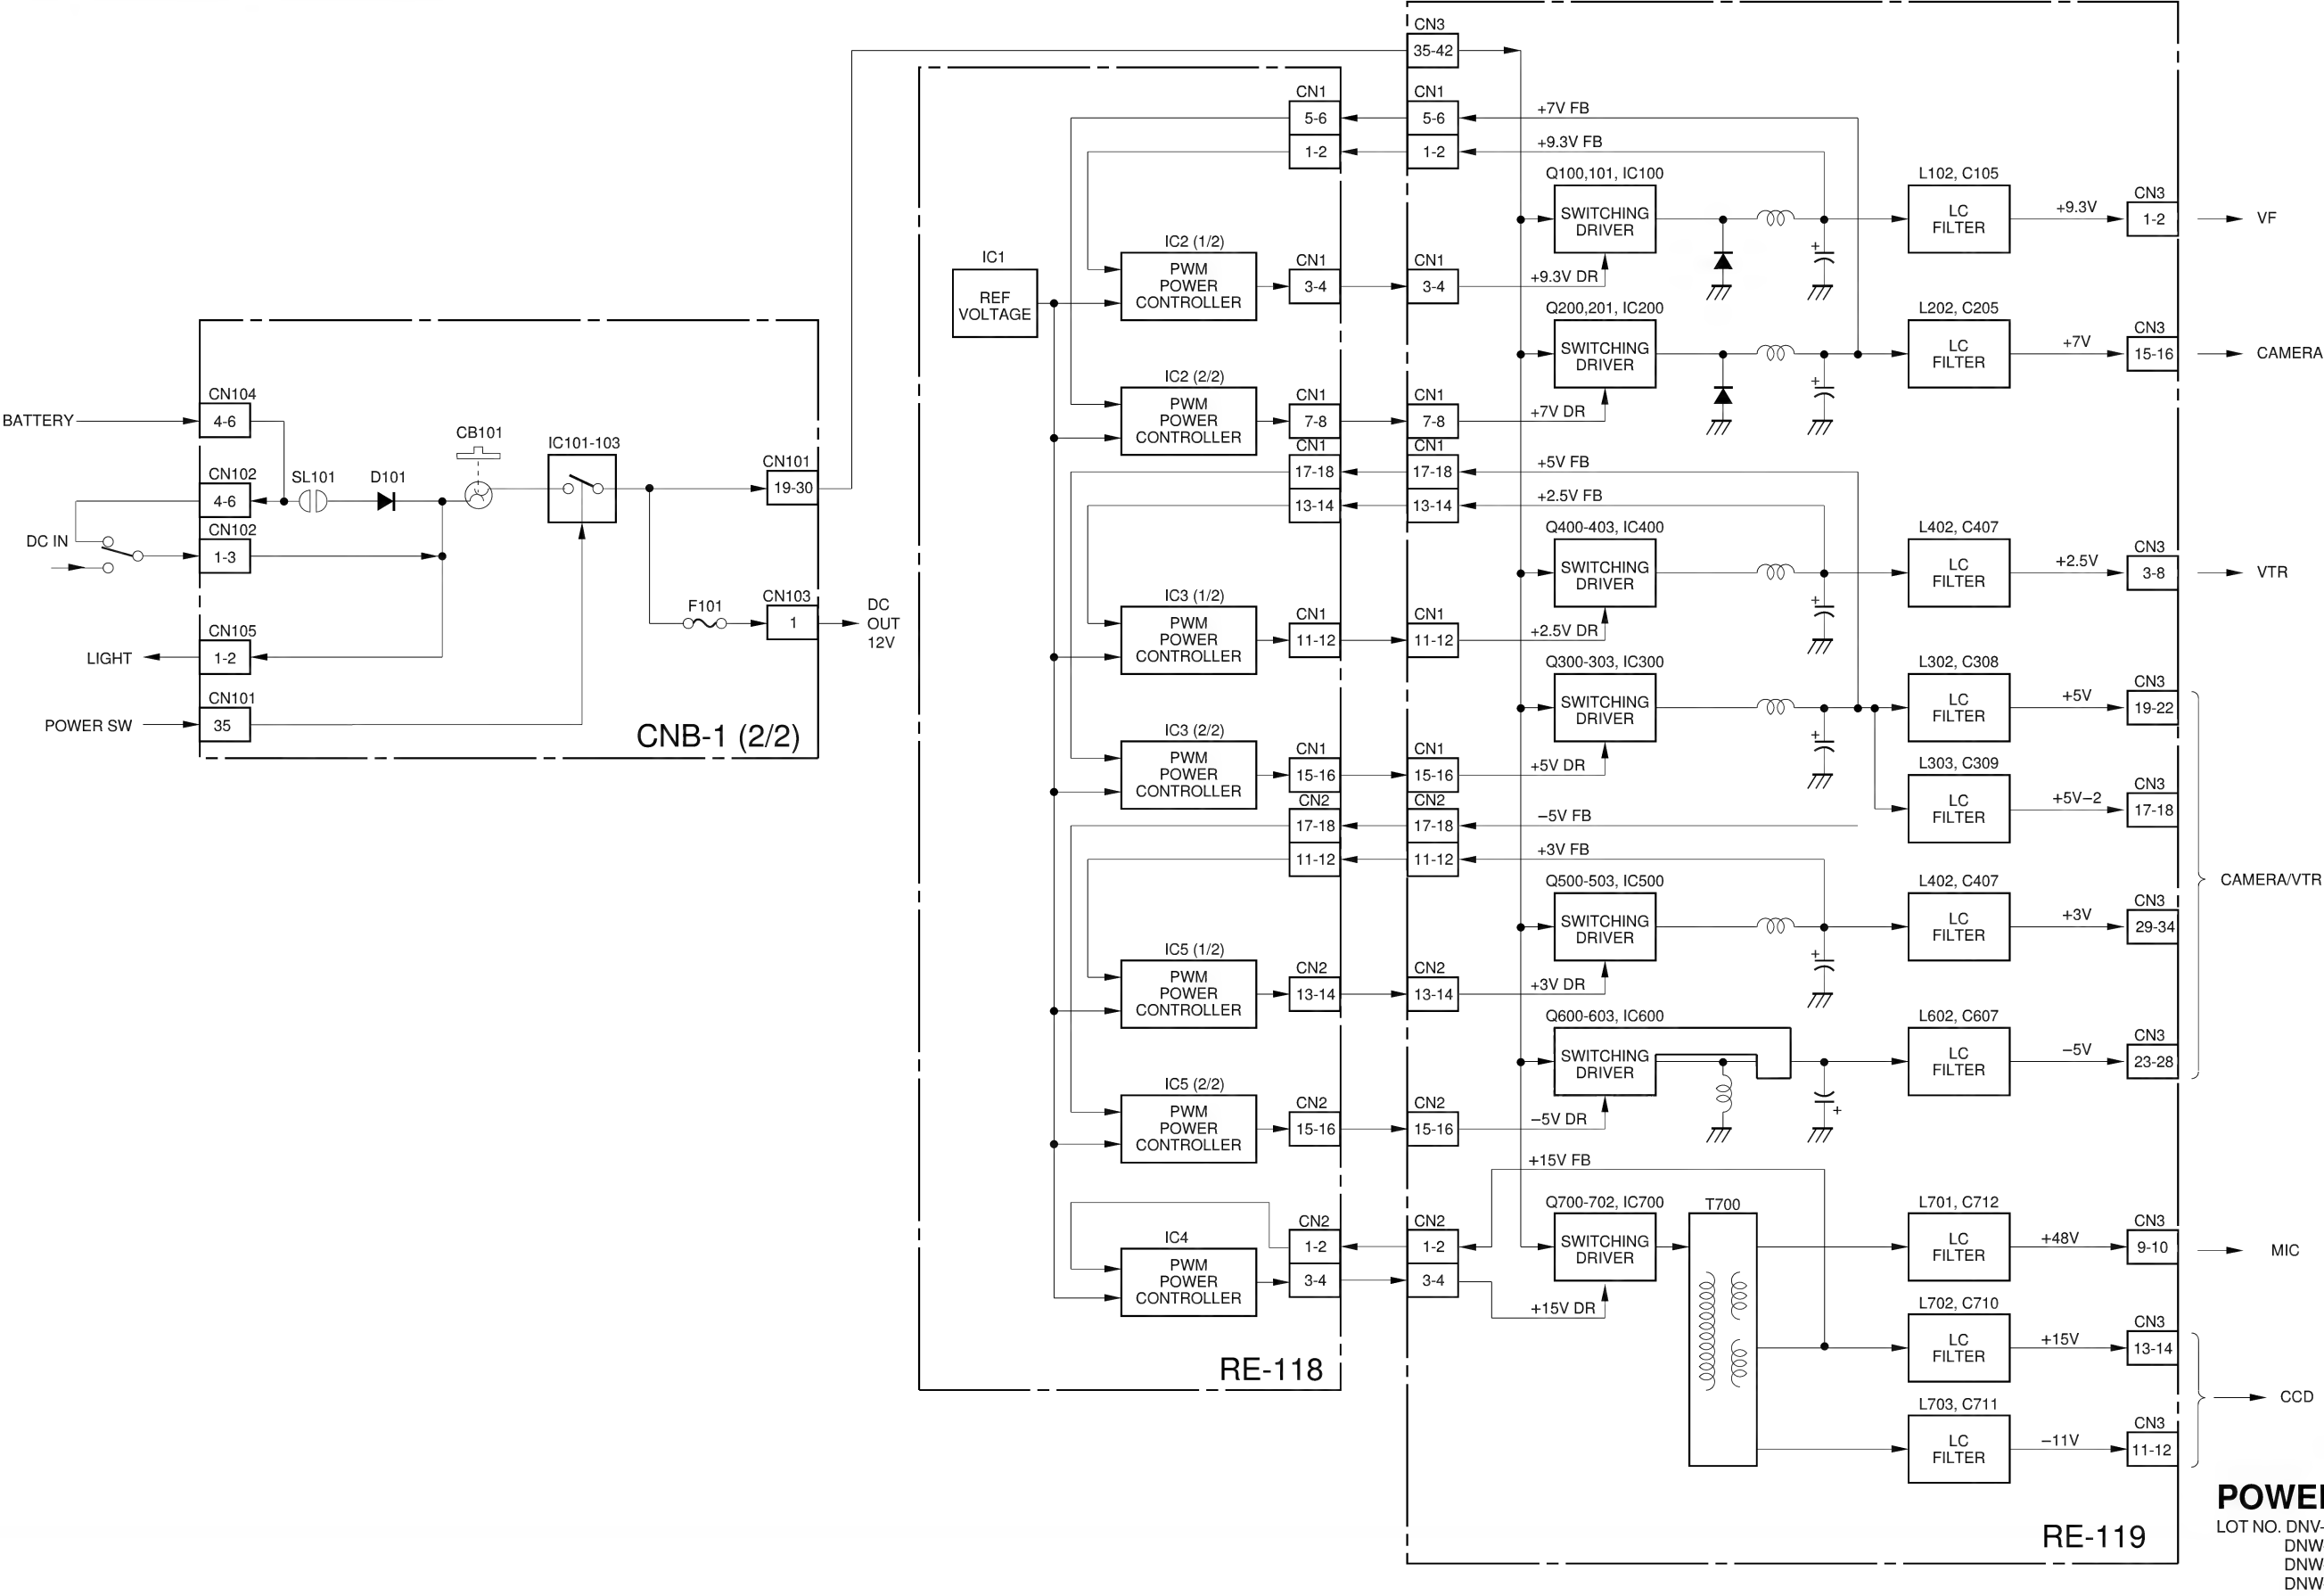 CN3
35-42
CN1
CN1
+7V FB
5-6
5-6
+9.3V FB
1-2
1-2
Q100,101, IC100
L102, C105
CN3
SWITCHING
DRIVER
LC
FILTER
+9.3V
1-2
VF
IC1
REF
VOLTAGE
IC2 (1/2)
PWM
POWER
CONTROLLER
CN1
3-4
CN1
3-4
+9.3V DR
Q200,201, IC200
L202, C205
SWITCHING
DRIVER
LC
FILTER
+7V
CN3
15-16
CAMERA
IC2 (2/2)
PWM
POWER
CONTROLLER
CN1
7-8
CN1
7-8
+7V DR
CN1
17-18
CN1
17-18
+5V FB
13-14
13-14
+2.5V FB
BATTERY
CN104
4-6
CN102
4-6
SL101
D101
CB101
IC101-103
CN101
19-30
DC IN
CN102
1-3
F101
CN103
1
DC
OUT
12V
LIGHT
CN105
1-2
POWER SW
CN101
35
CNB-1 (2/2)
Q400-403, IC400
L402, C407
SWITCHING
DRIVER
LC
FILTER
+2.5V
CN3
3-8
VTR
IC3 (1/2)
PWM
POWER
CONTROLLER
CN1
11-12
CN1
11-12
+2.5V DR
Q300-303, IC300
L302, C308
SWITCHING
DRIVER
LC
FILTER
+5V
CN3
19-22
IC3 (2/2)
PWM
POWER
CONTROLLER
CN1
15-16
CN1
15-16
+5V DR
L303, C309
LC
FILTER
+5V–2
CN3
17-18
CN2
17-18
CN2
17-18
–5V FB
11-12
11-12
+3V FB
CAMERA/VTR
Q500-503, IC500
L402, C407
SWITCHING
DRIVER
LC
FILTER
+3V
CN3
29-34
IC5 (1/2)
PWM
POWER
CONTROLLER
CN2
13-14
CN2
13-14
+3V DR
Q600-603, IC600
L602, C607
SWITCHING
DRIVER
LC
FILTER
–5V
CN3
23-28
IC5 (2/2)
PWM
POWER
CONTROLLER
CN2
15-16
CN2
15-16
–5V DR
+15V FB
Q700-702, IC700
T700
L701, C712
SWITCHING
DRIVER
LC
FILTER
+48V
CN3
9-10
MIC
IC4
PWM
POWER
CONTROLLER
CN2
1-2
3-4
CN2
1-2
3-4
+15V DR
L702, C710
LC
FILTER
+15V
CN3
13-14
CCD
RE-118
L703, C711
LC
FILTER
–11V
CN3
11-12
RE-119
POWE
LOT NO. DNV-
DNW
DNW
DNW
+
+
+
+
+
+